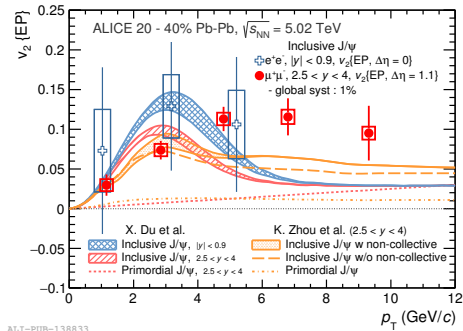 ALICE 20 - 40% Pb-Pb, √sNN = 5.02 TeV
Inclusive J/ψ
e⁺e⁻, |y| < 0.9, v₂{EP, Δη = 0}
μ⁺μ⁻, 2.5 < y < 4, v₂{EP, Δη = 1.1}
- global syst : 1%
v₂ {EP}
0.25
0.2
0.15
0.1
0.05
0
−0.05
−0.1
X. Du et al.
Inclusive J/ψ, |y| < 0.9
Inclusive J/ψ, 2.5 < y < 4
Primordial J/ψ, 2.5 < y < 4
K. Zhou et al. (2.5 < y < 4)
Inclusive J/ψ w non-collective
Inclusive J/ψ w/o non-collective
Primordial J/ψ
0 2 4 6 8 10 12
pT (GeV/c)
ALI-PUB-138833